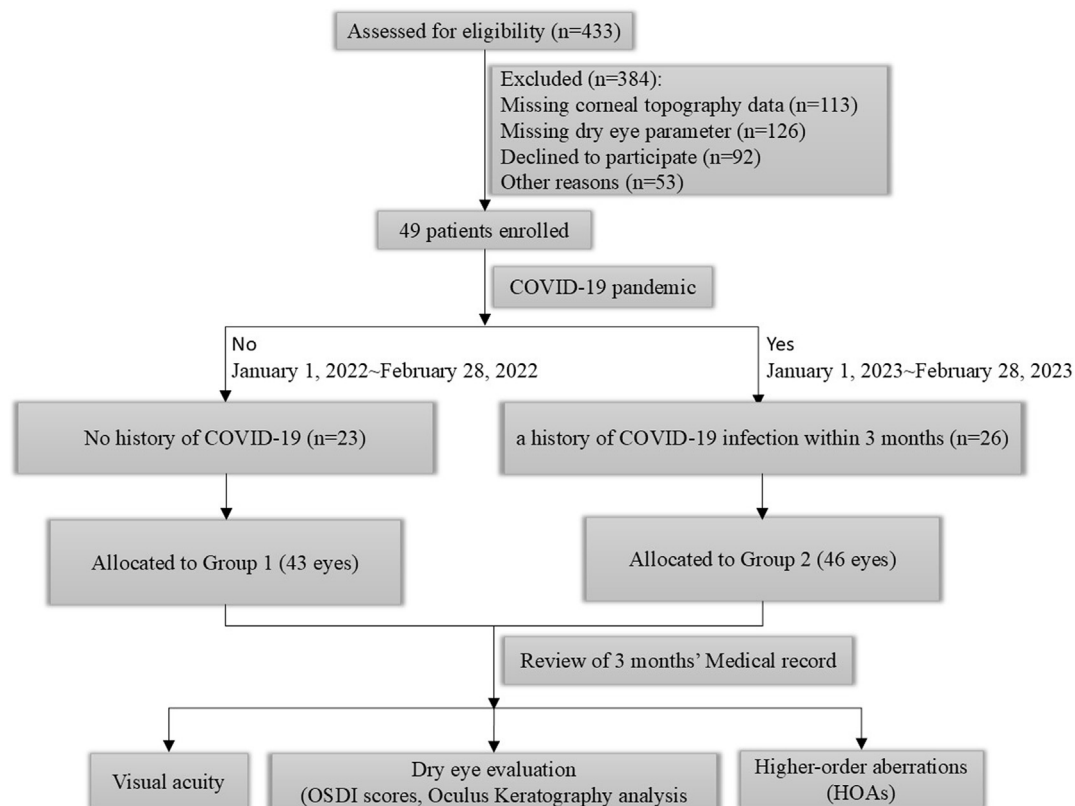 Assessed for eligibility (n=433)
Excluded (n=384):
Missing corneal topography data (n=113)
Missing dry eye parameter (n=126)
Declined to participate (n=92)
Other reasons (n=53)
49 patients enrolled
COVID-19 pandemic
No
January 1, 2022~February 28, 2022
Yes
January 1, 2023~February 28, 2023
No history of COVID-19 (n=23)
a history of COVID-19 infection within 3 months (n=26)
Allocated to Group 1 (43 eyes)
Allocated to Group 2 (46 eyes)
Review of 3 months’ Medical record
Visual acuity
Dry eye evaluation
(OSDI scores, Oculus Keratography analysis
Higher-order aberrations
(HOAs)